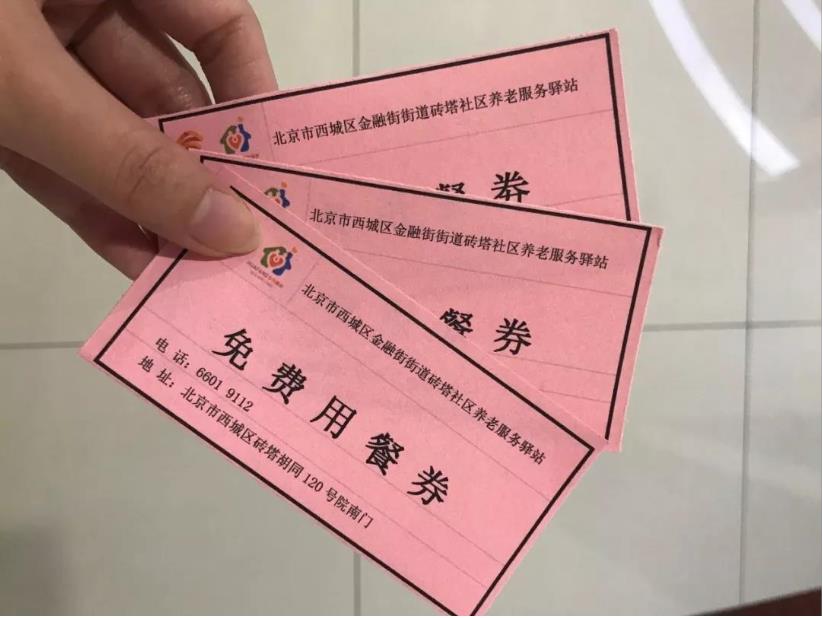 北京市西城区金融街街道砖塔社区养老服务驿站
餐券
北京市西城区金融街街道砖塔社区养老服务驿站
餐券
北京市西城区金融街街道砖塔社区养老服务驿站
免费用餐券
电话：6601 9112
地址：北京市西城区砖塔胡同120号院南门